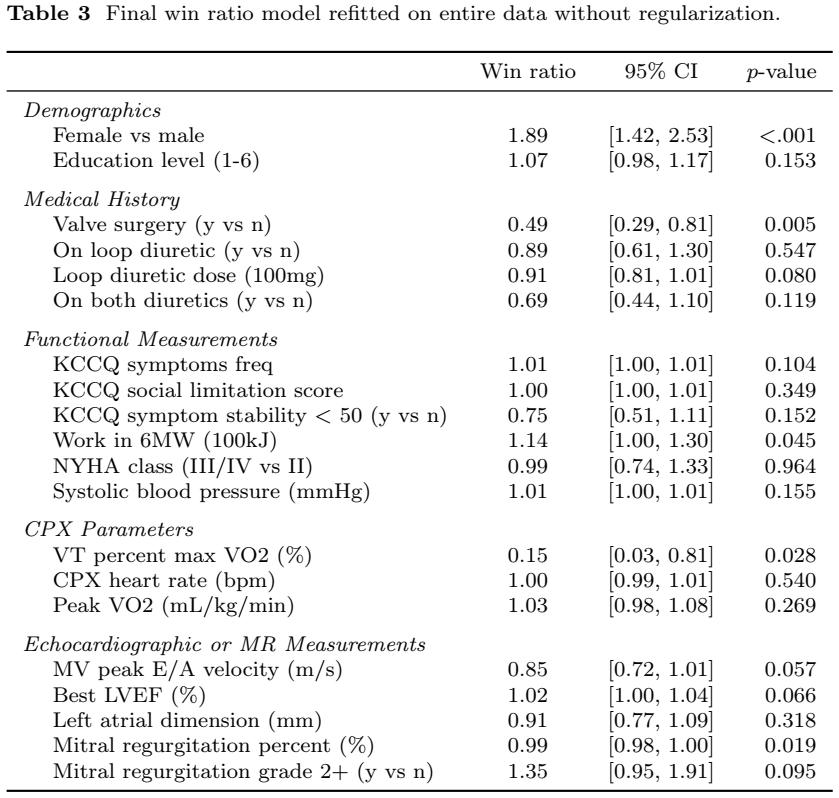 Table 3 Final win ratio model refitted on entire data without regularization.
Win ratio 95% CI p-value
Demographics
Female vs male 1.89 [1.42, 2.53] <.001
Education level (1-6) 1.07 [0.98, 1.17] 0.153
Medical History
Valve surgery (y vs n) 0.49 [0.29, 0.81] 0.005
On loop diuretic (y vs n) 0.89 [0.61, 1.30] 0.547
Loop diuretic dose (100mg) 0.91 [0.81, 1.01] 0.080
On both diuretics (y vs n) 0.69 [0.44, 1.10] 0.119
Functional Measurements
KCCQ symptoms freq 1.01 [1.00, 1.01] 0.104
KCCQ social limitation score 1.00 [1.00, 1.01] 0.349
KCCQ symptom stability < 50 (y vs n) 0.75 [0.51, 1.11] 0.152
Work in 6MW (100kJ) 1.14 [1.00, 1.30] 0.045
NYHA class (III/IV vs II) 0.99 [0.74, 1.33] 0.964
Systolic blood pressure (mmHg) 1.01 [1.00, 1.01] 0.155
CPX Parameters
VT percent max VO2 (%) 0.15 [0.03, 0.81] 0.028
CPX heart rate (bpm) 1.00 [0.99, 1.01] 0.540
Peak VO2 (mL/kg/min) 1.03 [0.98, 1.08] 0.269
Echocardiographic or MR Measurements
MV peak E/A velocity (m/s) 0.85 [0.72, 1.01] 0.057
Best LVEF (%) 1.02 [1.00, 1.04] 0.066
Left atrial dimension (mm) 0.91 [0.77, 1.09] 0.318
Mitral regurgitation percent (%) 0.99 [0.98, 1.00] 0.019
Mitral regurgitation grade 2+ (y vs n) 1.35 [0.95, 1.91] 0.095